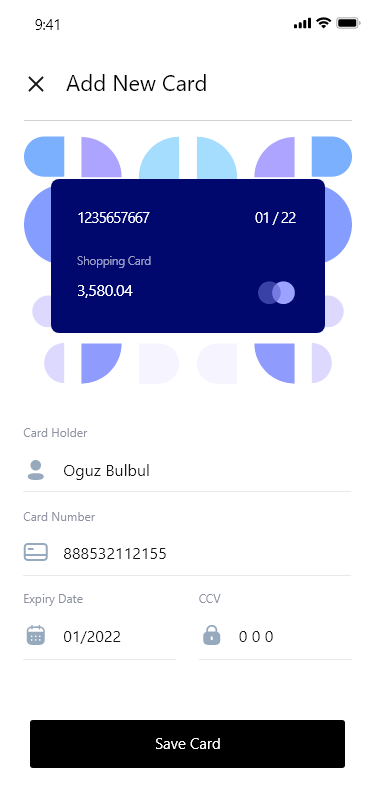 9:41
Add New Card
1235657667 01 / 22
Shopping Card
3,580.04
Card Holder
Oguz Bulbul
Card Number
888532112155
Expiry Date CCV
01/2022 0 0 0
Save Card